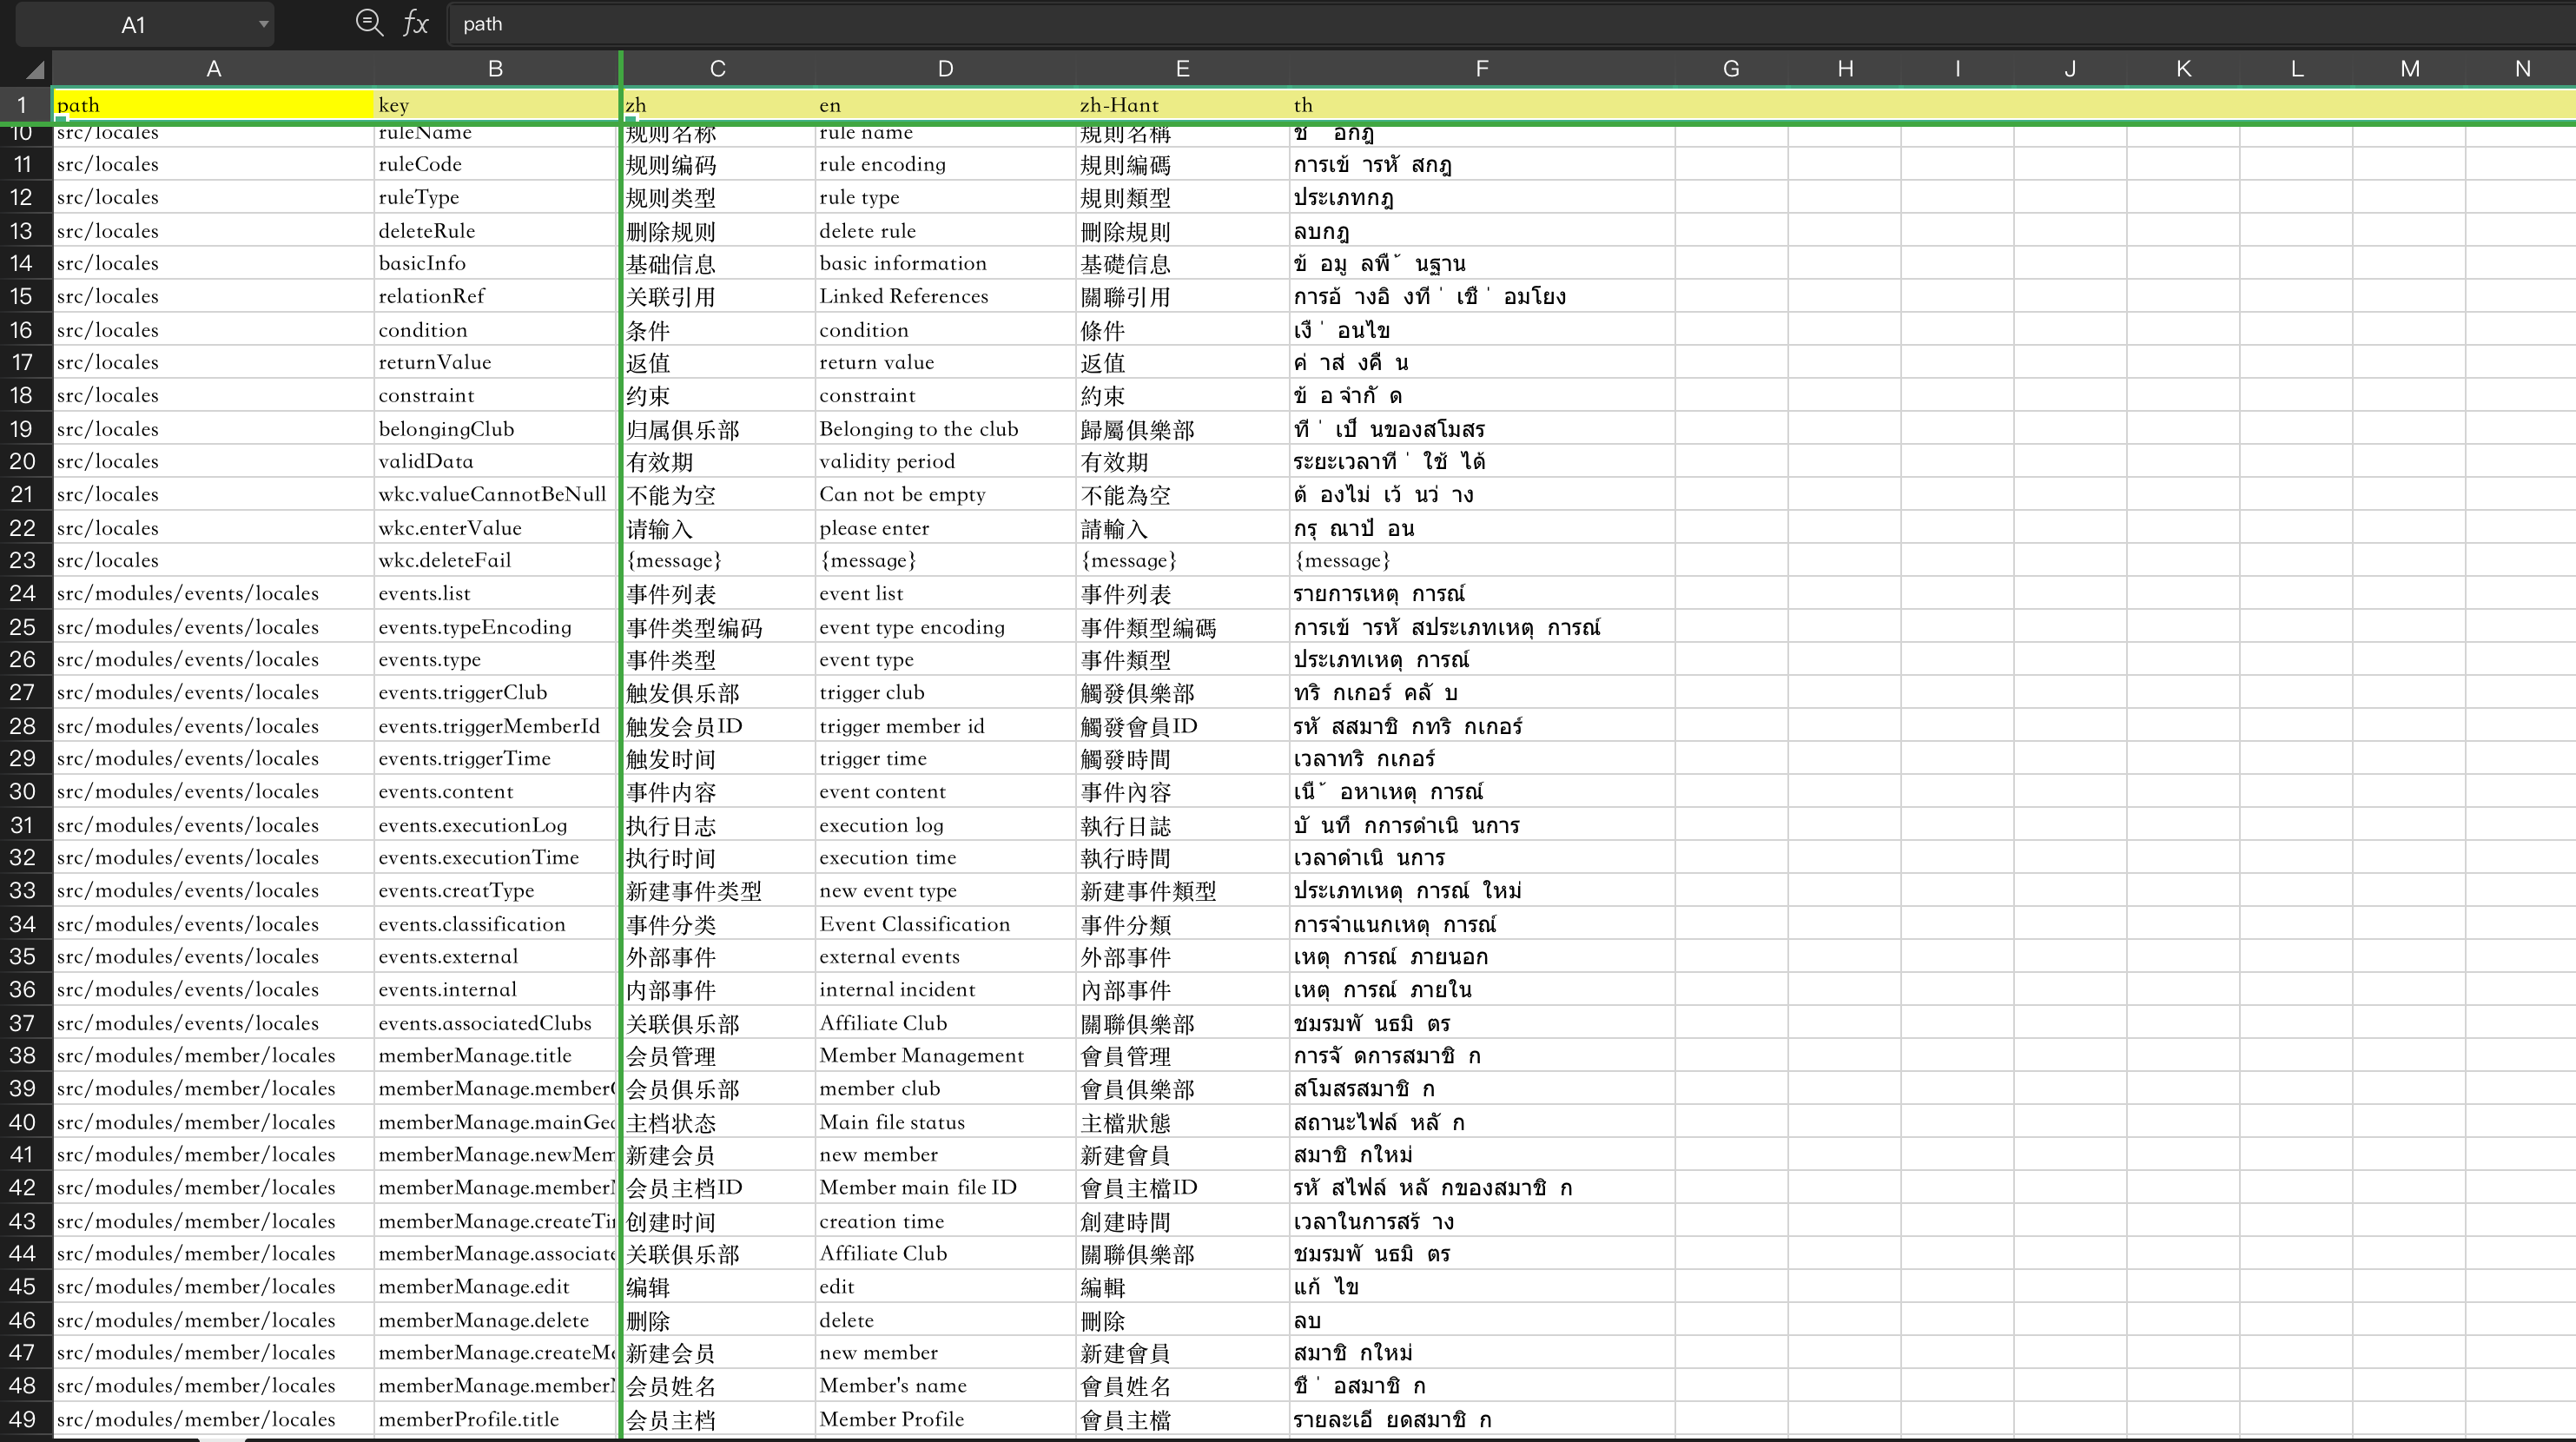 A1 fx path
A B C D E F G H I J K L M N
1 path key zh en zh-Hant th
10 src/locales ruleName 规则名称 rule name 規則名稱 ชื่อกฎ
11 src/locales ruleCode 规则编码 rule encoding 規則編碼 การเข้ารหัสกฎ
12 src/locales ruleType 规则类型 rule type 規則類型 ประเภทกฎ
13 src/locales deleteRule 删除规则 delete rule 刪除規則 ลบกฎ
14 src/locales basicInfo 基础信息 basic information 基礎信息 ข้อมูลพื้นฐาน
15 src/locales relationRef 关联引用 Linked References 關聯引用 การอ้างอิงที่เชื่อมโยง
16 src/locales condition 条件 condition 條件 เงื่อนไข
17 src/locales returnValue 返值 return value 返值 ค่าส่งคืน
18 src/locales constraint 约束 constraint 約束 ข้อจำกัด
19 src/locales belongingClub 归属俱乐部 Belonging to the club 歸屬俱樂部 ที่เป็นของสโมสร
20 src/locales validData 有效期 validity period 有效期 ระยะเวลาที่ใช้ได้
21 src/locales wkc.valueCannotBeNull 不能为空 Can not be empty 不能為空 ต้องไม่เว้นว่าง
22 src/locales wkc.enterValue 请输入 please enter 請輸入 กรุณาป้อน
23 src/locales wkc.deleteFail {message} {message} {message} {message}
24 src/modules/events/locales events.list 事件列表 event list 事件列表 รายการเหตุการณ์
25 src/modules/events/locales events.typeEncoding 事件类型编码 event type encoding 事件類型編碼 การเข้ารหัสประเภทเหตุการณ์
26 src/modules/events/locales events.type 事件类型 event type 事件類型 ประเภทเหตุการณ์
27 src/modules/events/locales events.triggerClub 触发俱乐部 trigger club 觸發俱樂部 ทริกเกอร์คลับ
28 src/modules/events/locales events.triggerMemberId 触发会员ID trigger member id 觸發會員ID รหัสสมาชิกทริกเกอร์
29 src/modules/events/locales events.triggerTime 触发时间 trigger time 觸發時間 เวลาทริกเกอร์
30 src/modules/events/locales events.content 事件内容 event content 事件內容 เนื้อหาเหตุการณ์
31 src/modules/events/locales events.executionLog 执行日志 execution log 執行日誌 บันทึกการดำเนินการ
32 src/modules/events/locales events.executionTime 执行时间 execution time 執行時間 เวลาดำเนินการ
33 src/modules/events/locales events.creatType 新建事件类型 new event type 新建事件類型 ประเภทเหตุการณ์ใหม่
34 src/modules/events/locales events.classification 事件分类 Event Classification 事件分類 การจำแนกเหตุการณ์
35 src/modules/events/locales events.external 外部事件 external events 外部事件 เหตุการณ์ภายนอก
36 src/modules/events/locales events.internal 内部事件 internal incident 內部事件 เหตุการณ์ภายใน
37 src/modules/events/locales events.associatedClubs 关联俱乐部 Affiliate Club 關聯俱樂部 ชมรมพันธมิตร
38 src/modules/member/locales memberManage.title 会员管理 Member Management 會員管理 การจัดการสมาชิก
39 src/modules/member/locales memberManage.member 会员俱乐部 member club 會員俱樂部 สโมสรสมาชิก
40 src/modules/member/locales memberManage.mainGe 主档状态 Main file status 主檔狀態 สถานะไฟล์หลัก
41 src/modules/member/locales memberManage.newMem 新建会员 new member 新建會員 สมาชิกใหม่
42 src/modules/member/locales memberManage.member 会员主档ID Member main file ID 會員主檔ID รหัสไฟล์หลักของสมาชิก
43 src/modules/member/locales memberManage.createTi 创建时间 creation time 創建時間 เวลาในการสร้าง
44 src/modules/member/locales memberManage.associate 关联俱乐部 Affiliate Club 關聯俱樂部 ชมรมพันธมิตร
45 src/modules/member/locales memberManage.edit 编辑 edit 編輯 แก้ไข
46 src/modules/member/locales memberManage.delete 删除 delete 刪除 ลบ
47 src/modules/member/locales memberManage.createM 新建会员 new member 新建會員 สมาชิกใหม่
48 src/modules/member/locales memberManage.member 会员姓名 Member's name 會員姓名 ชื่อสมาชิก
49 src/modules/member/locales memberProfile.title 会员主档 Member Profile 會員主檔 รายละเอียดสมาชิก